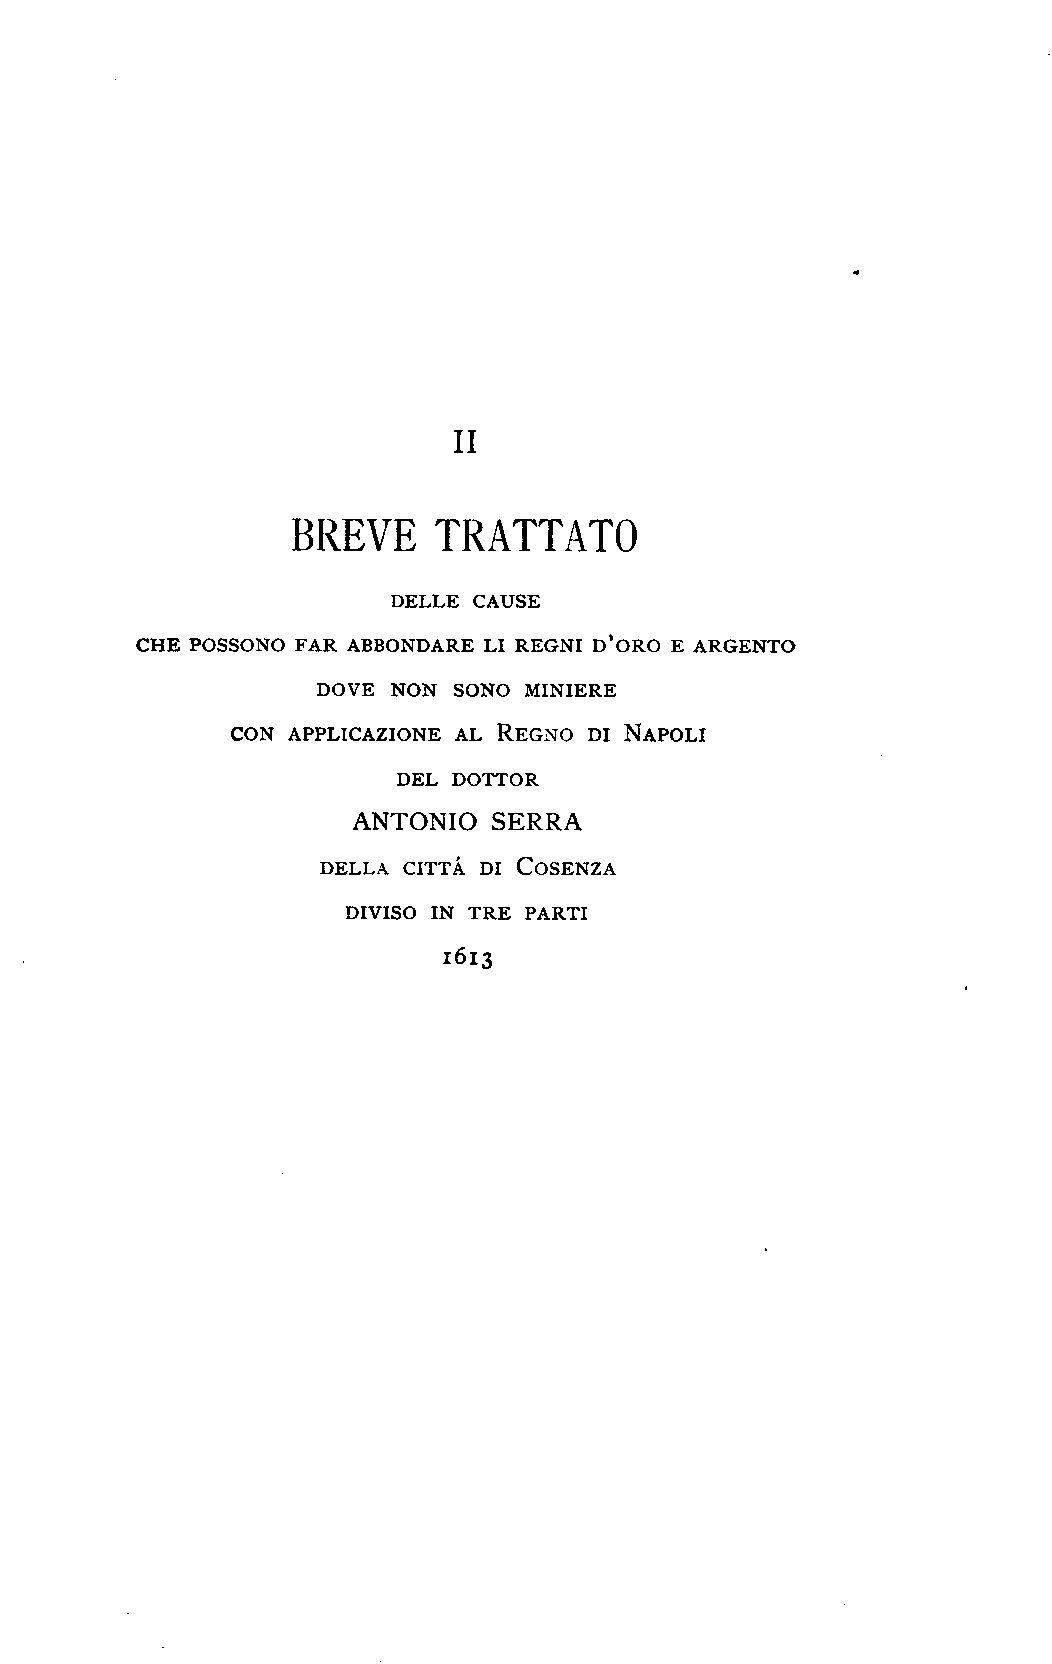 II
BREVE TRATTATO
DELLE CAUSE
CHE POSSONO FAR ABBONDARE LI REGNI D'ORO E ARGENTO
DOVE NON SONO MINIERE
CON APPLICAZIONE AL REGNO DI NAPOLI
DEL DOTTOR
ANTONIO SERRA
DELLA CITTÁ DI COSENZA
DIVISO IN TRE PARTI
1613